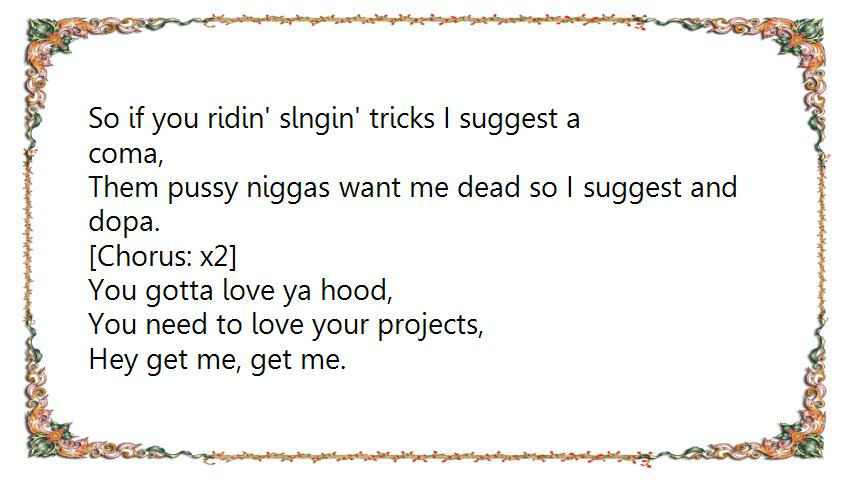 So if you ridin' slngin' tricks I suggest a
coma,
Them pussy niggas want me dead so I suggest and
dopa.
[Chorus: x2]
You gotta love ya hood,
You need to love your projects,
Hey get me, get me.